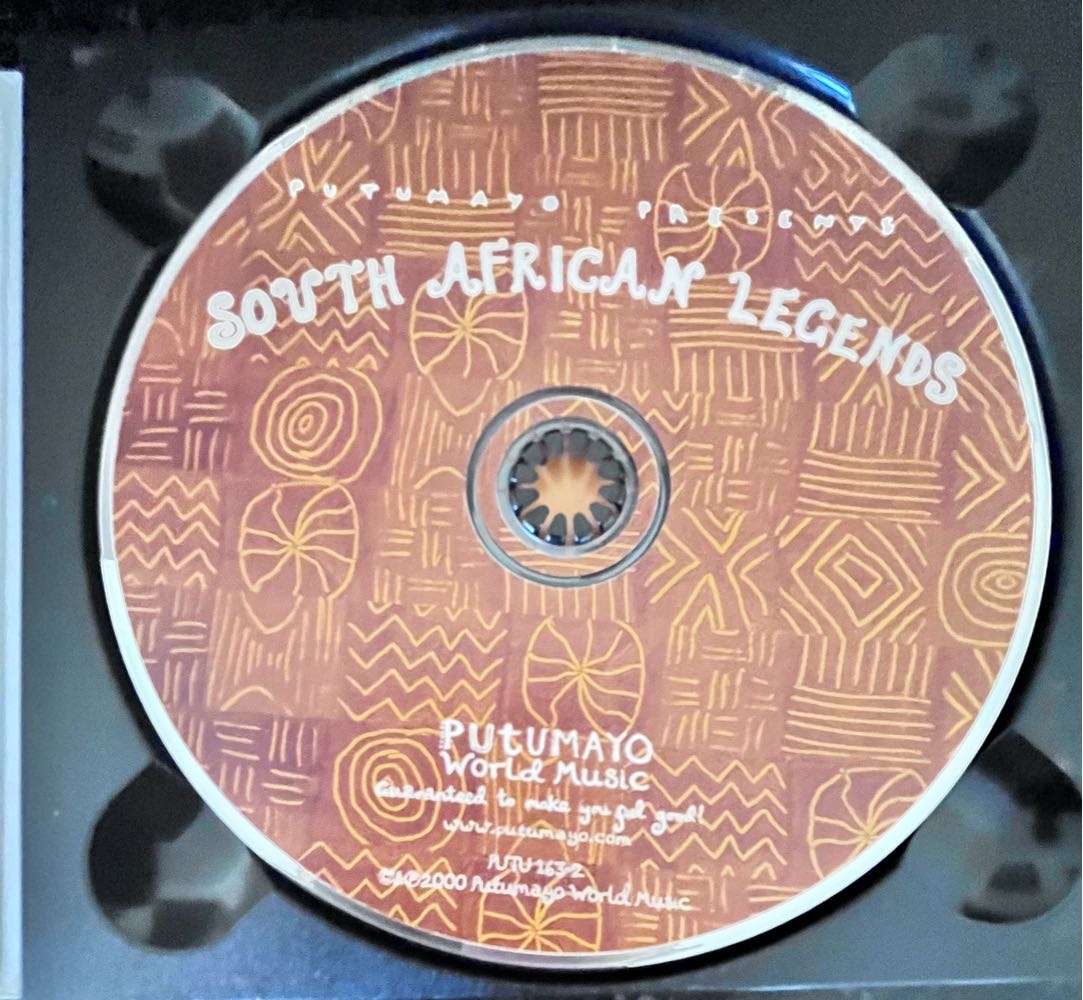 PUTUMAYO PRESENTS
SOUTH AFRICAN LEGENDS
PUTUMAYO
World Music
Guaranteed to make you feel good!
www.putumayo.com
PUTU 163-2
©&℗2000 Putumayo World Music